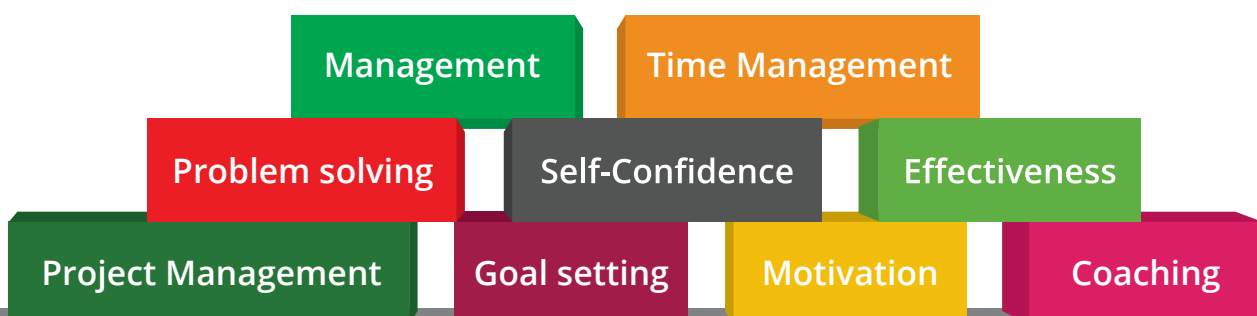 Management
Time Management
Problem solving
Self-Confidence
Effectiveness
Project Management
Goal setting
Motivation
Coaching